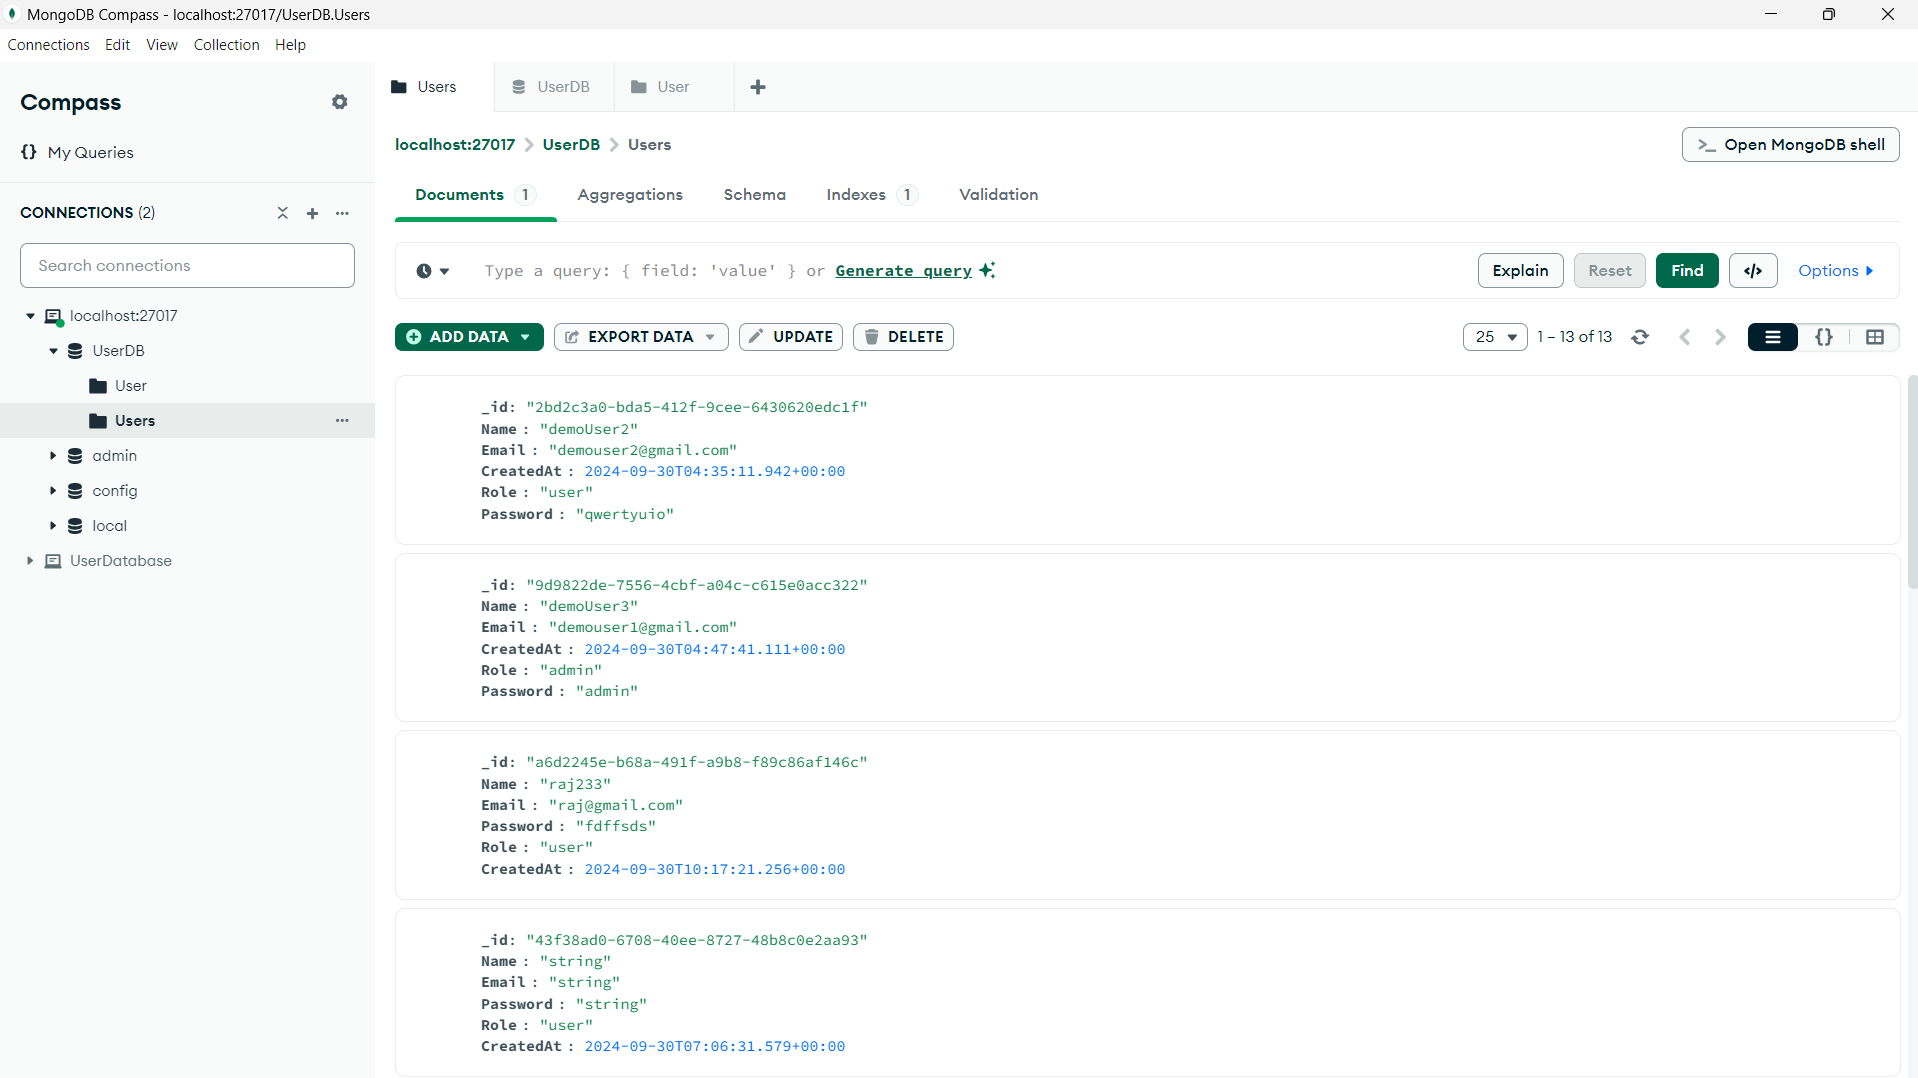 MongoDB Compass - localhost:27017/UserDB.Users
Connections Edit View Collection Help
Compass
{} My Queries
CONNECTIONS (2)
Search connections
localhost:27017
UserDB
User
Users
admin
config
local
UserDatabase
Users UserDB User
localhost:27017 > UserDB > Users
>_ Open MongoDB shell
Documents 1 Aggregations Schema Indexes 1 Validation
Type a query: { field: 'value' } or Generate query
Explain Reset Find </> Options
ADD DATA EXPORT DATA UPDATE DELETE
25 1 – 13 of 13 {}
_id: "2bd2c3a0-bda5-412f-9cee-6430620edc1f"
Name : "demoUser2"
Email : "demouser2@gmail.com"
CreatedAt : 2024-09-30T04:35:11.942+00:00
Role : "user"
Password : "qwertyuio"
_id: "9d9822de-7556-4cbf-a04c-c615e0acc322"
Name : "demoUser3"
Email : "demouser1@gmail.com"
CreatedAt : 2024-09-30T04:47:41.111+00:00
Role : "admin"
Password : "admin"
_id: "a6d2245e-b68a-491f-a9b8-f89c86af146c"
Name : "raj233"
Email : "raj@gmail.com"
Password : "fdffsds"
Role : "user"
CreatedAt : 2024-09-30T10:17:21.256+00:00
_id: "43f38ad0-6708-40ee-8727-48b8c0e2aa93"
Name : "string"
Email : "string"
Password : "string"
Role : "user"
CreatedAt : 2024-09-30T07:06:31.579+00:00